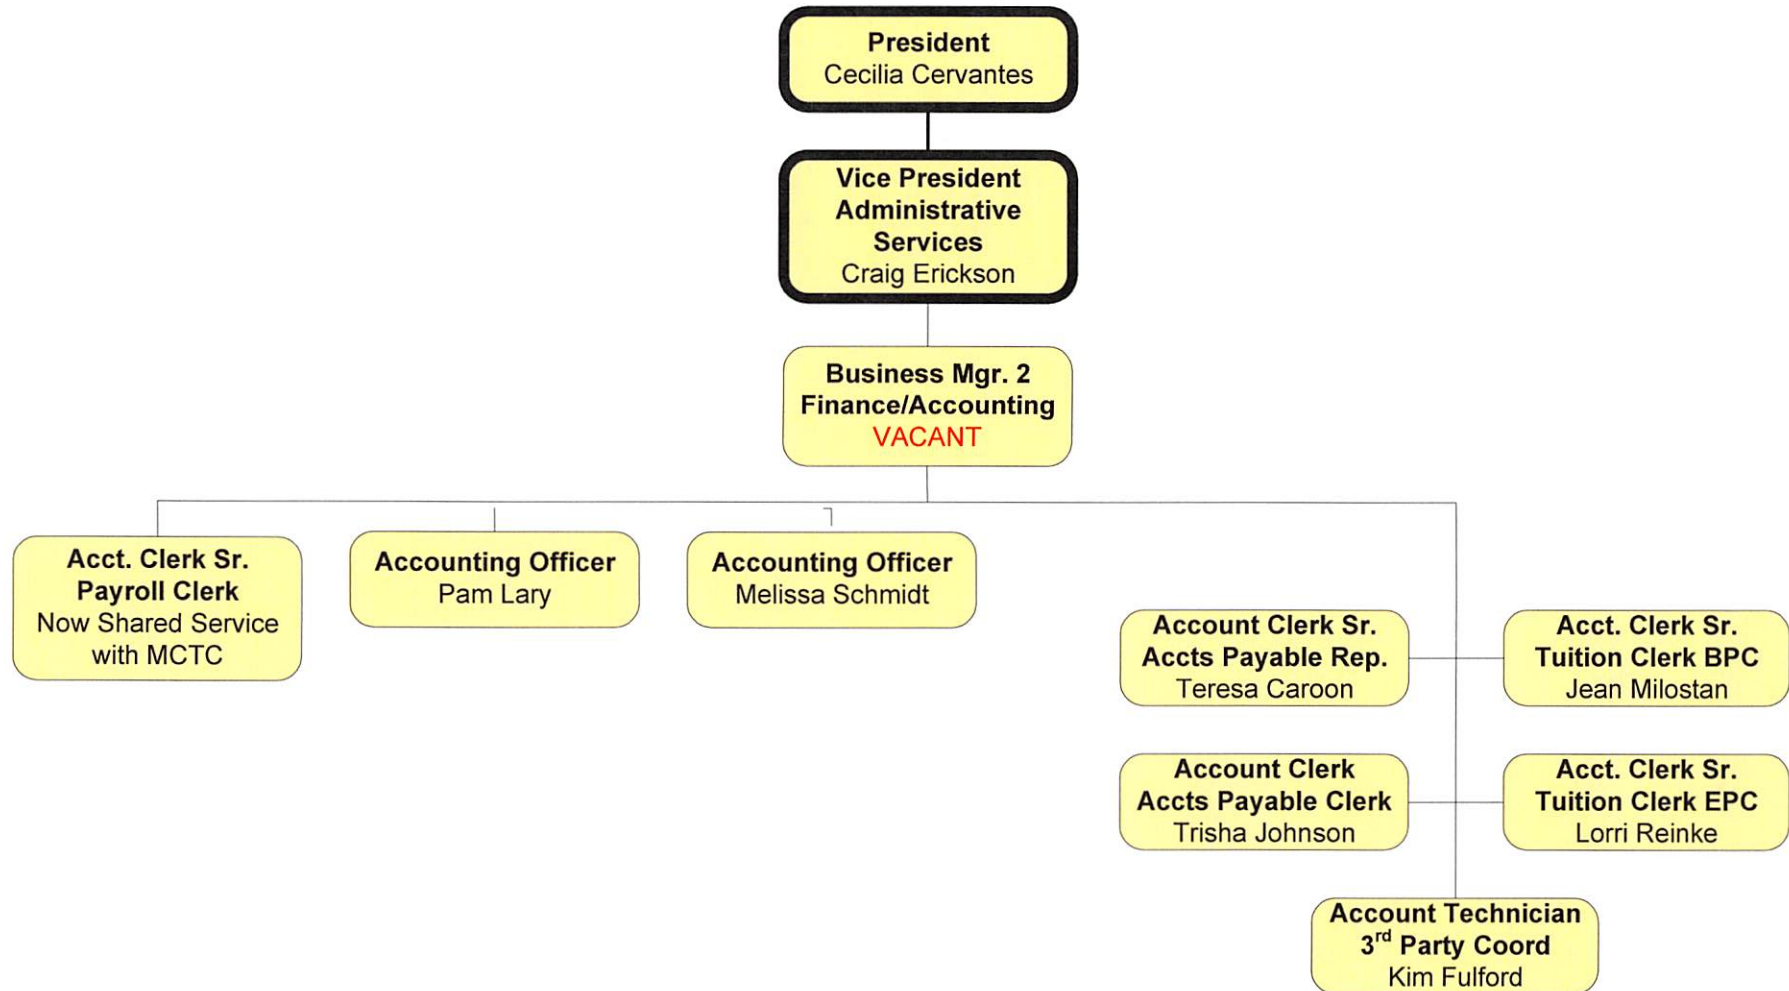 President
Cecilia Cervantes
Vice President
Administrative
Services
Craig Erickson
Business Mgr. 2
Finance/Accounting
VACANT
Acct. Clerk Sr.
Payroll Clerk
Now Shared Service
with MCTC
Accounting Officer
Pam Lary
Accounting Officer
Melissa Schmidt
Account Clerk Sr.
Accts Payable Rep.
Teresa Caroon
Acct. Clerk Sr.
Tuition Clerk BPC
Jean Milostan
Account Clerk
Accts Payable Clerk
Trisha Johnson
Acct. Clerk Sr.
Tuition Clerk EPC
Lorri Reinke
Account Technician
3rd Party Coord
Kim Fulford